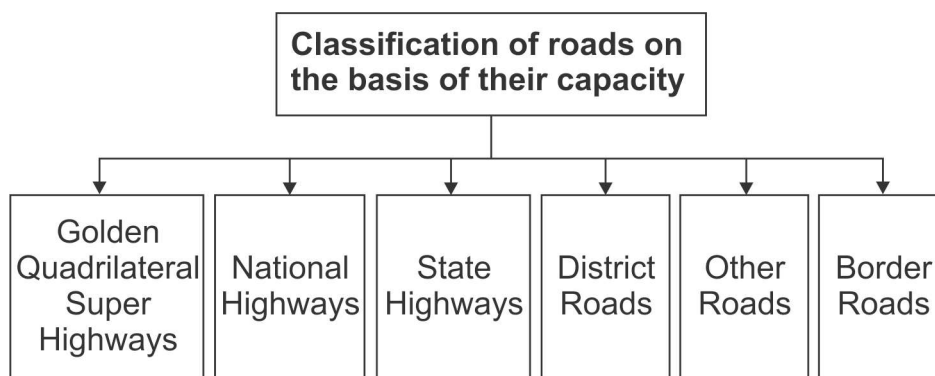 Classification of roads on
the basis of their capacity
Golden
Quadrilateral
Super
Highways
National
Highways
State
Highways
District
Roads
Other
Roads
Border
Roads